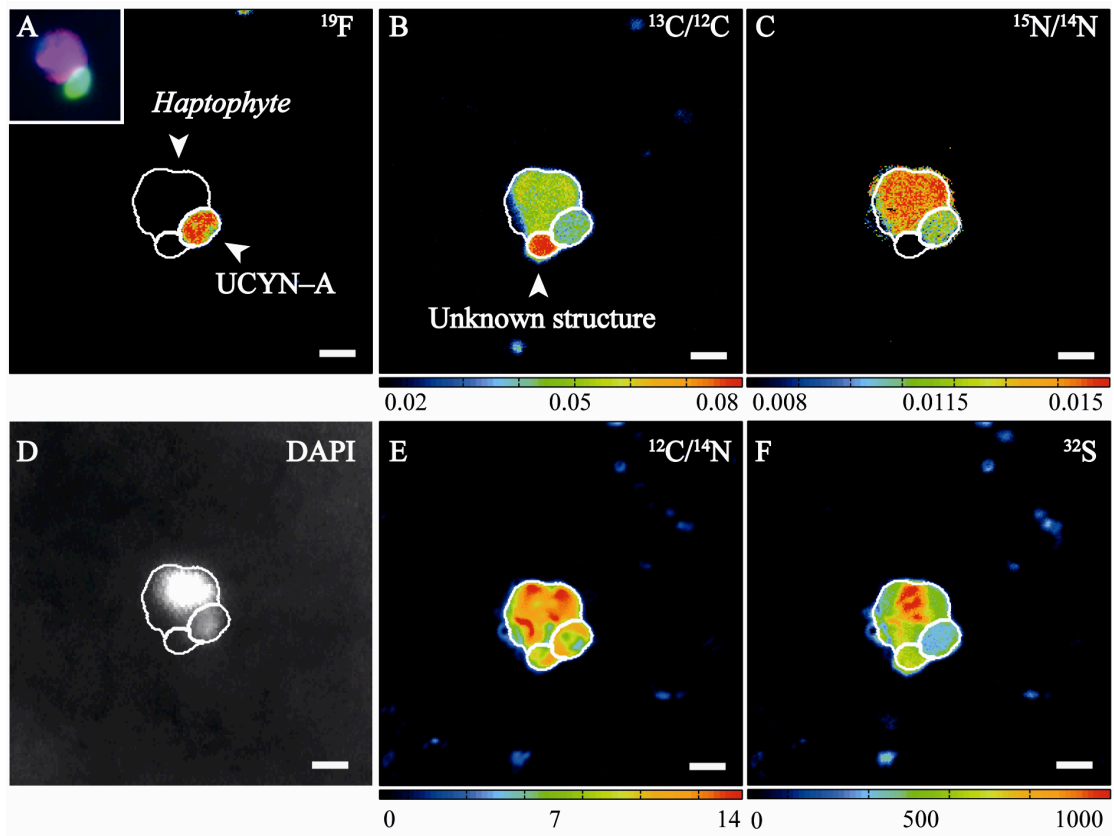 A
¹⁹F
Haptophyte
UCYN–A
B
¹³C/¹²C
Unknown structure
0.02 0.05 0.08
C
¹⁵N/¹⁴N
0.008 0.0115 0.015
D
DAPI
E
¹²C/¹⁴N
0 7 14
F
³²S
0 500 1000